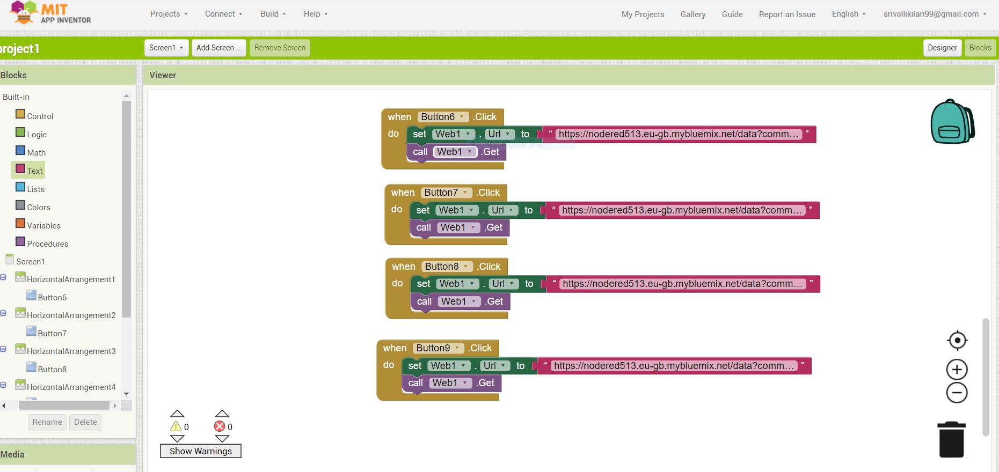 MIT
APP INVENTOR
Projects
Connect
Build
Help
My Projects
Gallery
Guide
Report an Issue
English
srivallikilari99@gmail.com
project1
Screen1
Add Screen ...
Remove Screen
Designer
Blocks
Blocks
Viewer
Built-in
Control
Logic
Math
Text
Lists
Colors
Variables
Procedures
Screen1
HorizontalArrangement1
Button6
HorizontalArrangement2
Button7
HorizontalArrangement3
Button8
HorizontalArrangement4
Rename
Delete
Media
when Button6 .Click
do set Web1 . Url to “ https://nodered513.eu-gb.mybluemix.net/data?comm... ”
Rectangular Snip
call Web1 .Get
when Button7 .Click
do set Web1 . Url to “ https://nodered513.eu-gb.mybluemix.net/data?comm... ”
call Web1 .Get
when Button8 .Click
do set Web1 . Url to “ https://nodered513.eu-gb.mybluemix.net/data?comm... ”
call Web1 .Get
when Button9 .Click
do set Web1 . Url to “ https://nodered513.eu-gb.mybluemix.net/data?comm... ”
call Web1 .Get
0 0
Show Warnings